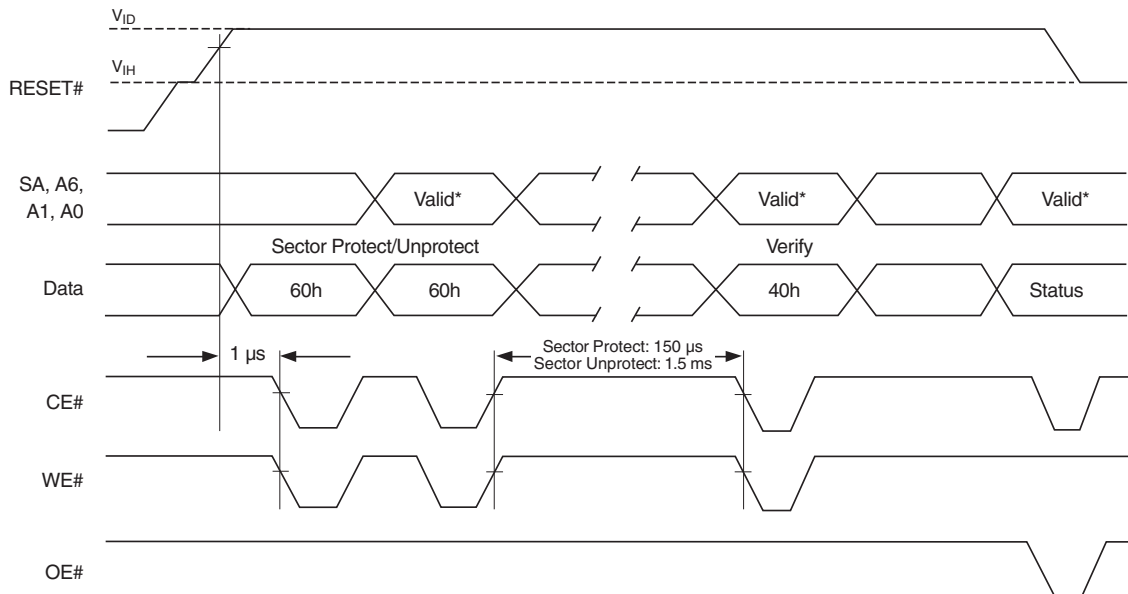 VID
VIH
RESET#
SA, A6,
A1, A0
Valid*
Valid*
Valid*
Sector Protect/Unprotect
Verify
Data
60h
60h
40h
Status
1 µs
Sector Protect: 150 µs
Sector Unprotect: 1.5 ms
CE#
WE#
OE#